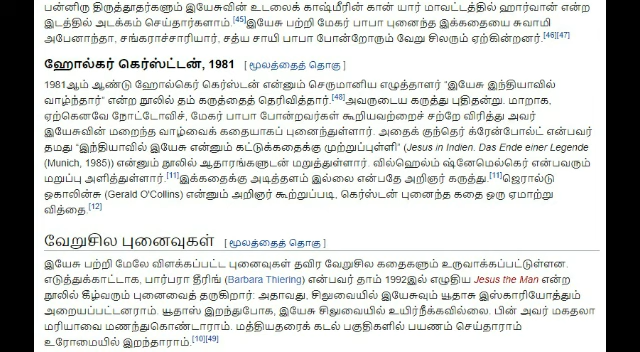 பன்னிரு திருத்தூதர்களும் இயேசுவின் உடலைக் காஷ்மீரின் கான் யார் மாவட்டத்தில் ஹார்வான் என்ற
இடத்தில் அடக்கம் செய்தார்களாம்.[45]இயேசு பற்றி மேகர் பாபா புனைந்த இக்கதையை சுவாமி
அபேனாந்தா, சங்கராச்சாரியார், சத்ய சாயி பாபா போன்றோரும் வேறு சிலரும் ஏற்கின்றனர்.[46][47]
ஹோல்கர் கெர்ஸ்ட்டன், 1981 [ மூலத்தைத் தொகு ]
1981ஆம் ஆண்டு ஹோல்கெர் கெர்ஸ்டன் என்னும் செருமானிய எழுத்தாளர் “இயேசு இந்தியாவில்
வாழ்ந்தார்” என்ற நூலில் தம் கருத்தைத் தெரிவித்தார்.[48]அவருடைய கருத்து புதிதன்று. மாறாக,
ஏற்கெனவே நோட்டோவிச், மேகர் பாபா போன்றவர்கள் கூறியவற்றைச் சற்றே விரித்து அவர்
இயேசுவின் மறைந்த வாழ்வைக் கதையாகப் புனைந்துள்ளார். அதைக் குந்தெர் க்ரேன்போல்ட் என்பவர்
தமது “இந்தியாவில் இயேசு என்னும் கட்டுக்கதைக்கு முற்றுப்புள்ளி” (Jesus in Indien. Das Ende einer Legende
(Munich, 1985)) என்னும் நூலில் ஆதாரங்களுடன் மறுத்துள்ளார். வில்ஹெல்ம் ஷ்னேமெல்கெர் என்பவரும்
மறுப்பு அளித்துள்ளார்.[11]இக்கதைக்கு அடித்தளம் இல்லை என்பதே அறிஞர் கருத்து.[11]ஜெரால்டு
ஒகாலின்சு (Gerald O'Collins) என்னும் அறிஞர் கூற்றுப்படி, கெர்ஸ்டன் புனைந்த கதை ஒரு ஏமாற்று
வித்தை.[12]
வேறுசில புனைவுகள் [ மூலத்தைத் தொகு ]
இயேசு பற்றி மேலே விளக்கப்பட்ட புனைவுகள் தவிர வேறுசில கதைகளும் உருவாக்கப்பட்டுள்ளன.
எடுத்துக்காட்டாக, பார்பரா தீரிங் (Barbara Thiering) என்பவர் தாம் 1992இல் எழுதிய Jesus the Man என்ற
நூலில் கீழ்வரும் புனைவைத் தருகிறார்: அதாவது, சிலுவையில் இயேசுவும் யூதாசு இஸ்காரியோத்தும்
அறையப்பட்டனராம். யூதாஸ் இறந்துபோக, இயேசு சிலுவையில் உயிர்நீக்கவில்லை. பின் அவர் மகதலா
மரியாவை மணந்துகொண்டாராம். மத்தியதரைக் கடல் பகுதிகளில் பயணம் செய்தாராம்
உரோமையில் இறந்தாராம்.[10][49]